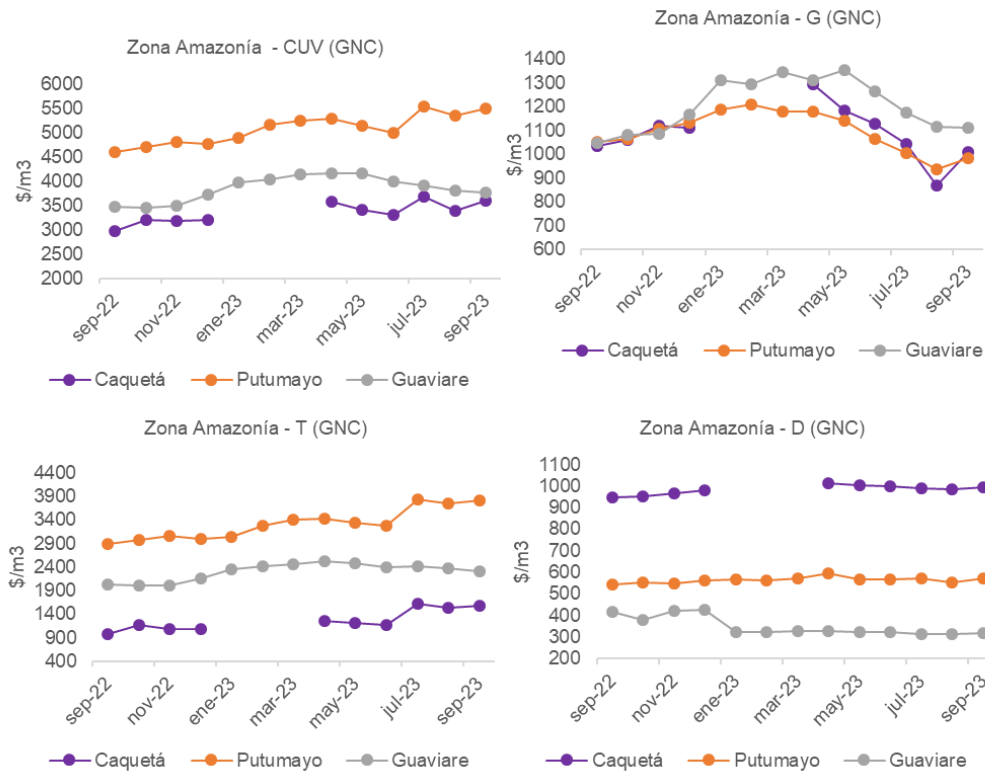 Zona Amazonía - CUV (GNC)
6000
5500
5000
4500
4000
3500
3000
2500
2000
$/m3
sep-22
nov-22
ene-23
mar-23
may-23
jul-23
sep-23
Caquetá Putumayo Guaviare
Zona Amazonía - G (GNC)
1400
1300
1200
1100
1000
900
800
700
600
$/m3
sep-22
nov-22
ene-23
mar-23
may-23
jul-23
sep-23
Caquetá Putumayo Guaviare
Zona Amazonía - T (GNC)
4400
3900
3400
2900
2400
1900
1400
900
400
$/m3
sep-22
nov-22
ene-23
mar-23
may-23
jul-23
sep-23
Caquetá Putumayo Guaviare
Zona Amazonía - D (GNC)
1100
1000
900
800
700
600
500
400
300
200
$/m3
sep-22
nov-22
ene-23
mar-23
may-23
jul-23
sep-23
Caquetá Putumayo Guaviare